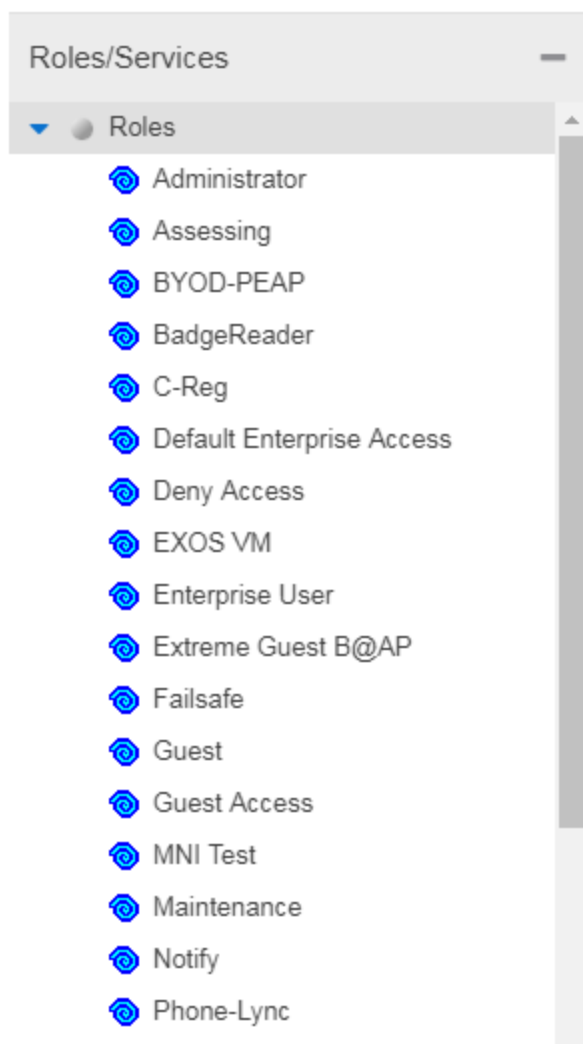 Roles/Services
Roles
Administrator
Assessing
BYOD-PEAP
BadgeReader
C-Reg
Default Enterprise Access
Deny Access
EXOS VM
Enterprise User
Extreme Guest B@AP
Failsafe
Guest
Guest Access
MNI Test
Maintenance
Notify
Phone-Lync